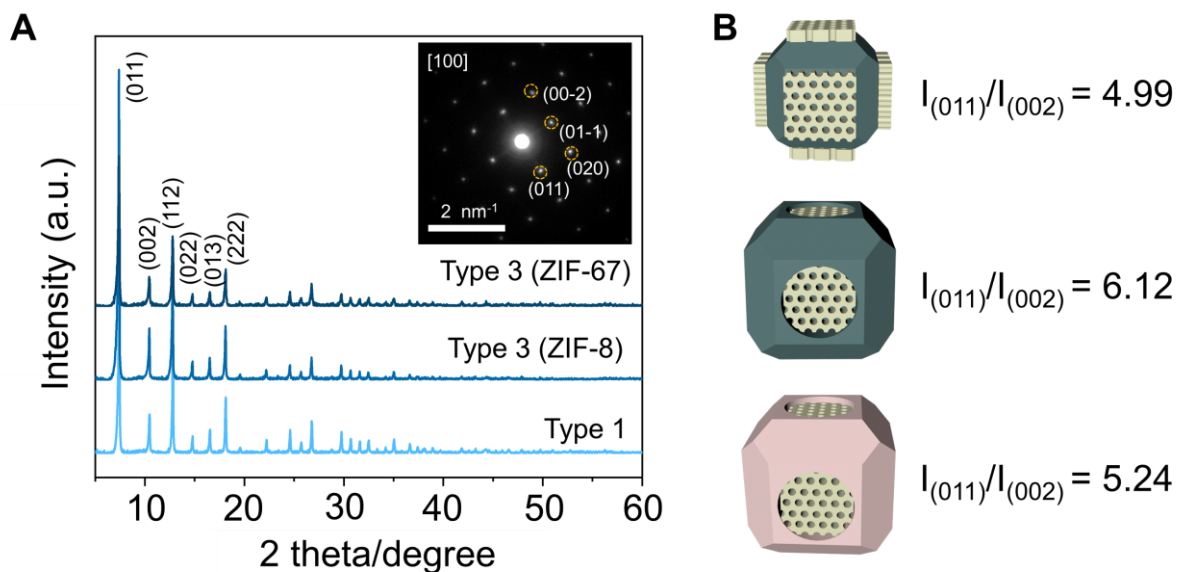 A
Intensity (a.u.)
(011)
(002)
(112)
(022)
(013)
(222)
[100]
(00-2)
(01-1)
(020)
(011)
2 nm⁻¹
Type 3 (ZIF-67)
Type 3 (ZIF-8)
Type 1
10 20 30 40 50 60
2 theta/degree
B
I(011)/I(002) = 4.99
I(011)/I(002) = 6.12
I(011)/I(002) = 5.24